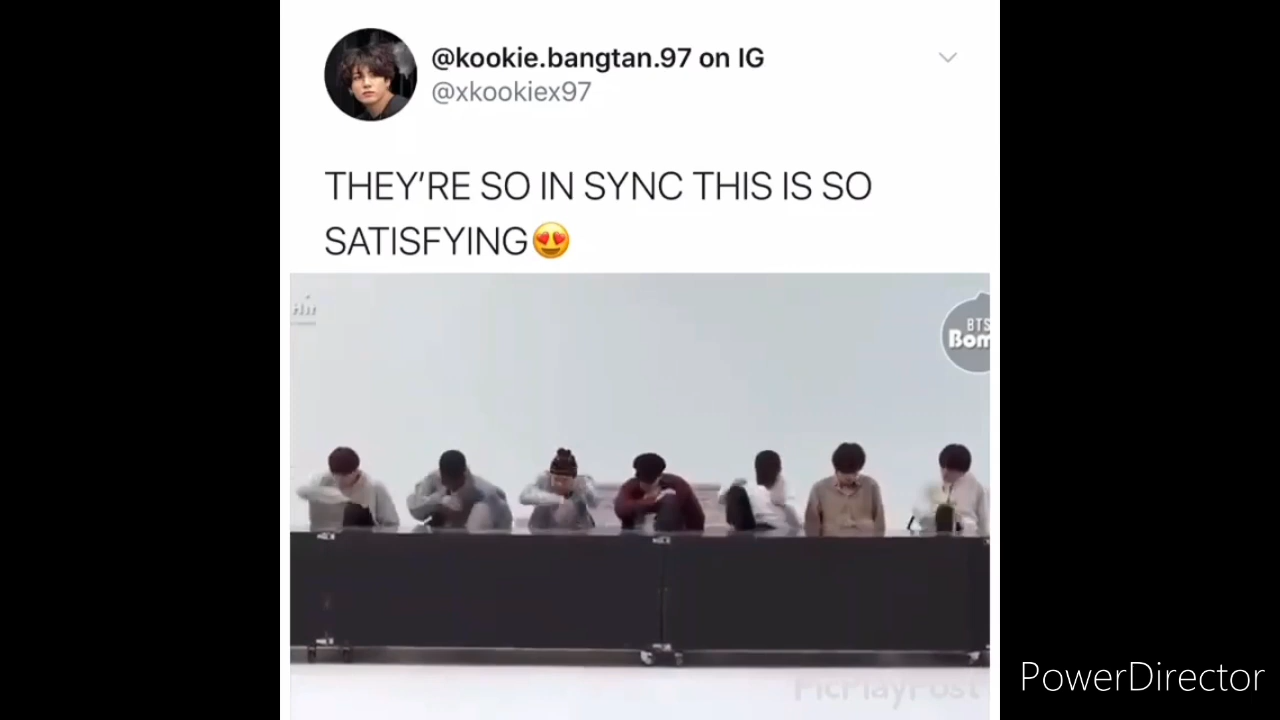 @kookie.bangtan.97 on IG
@xkookiex97
THEY'RE SO IN SYNC THIS IS SO
SATISFYING😍
Hit
BTS
Bom
PicPlayPost
PowerDirector